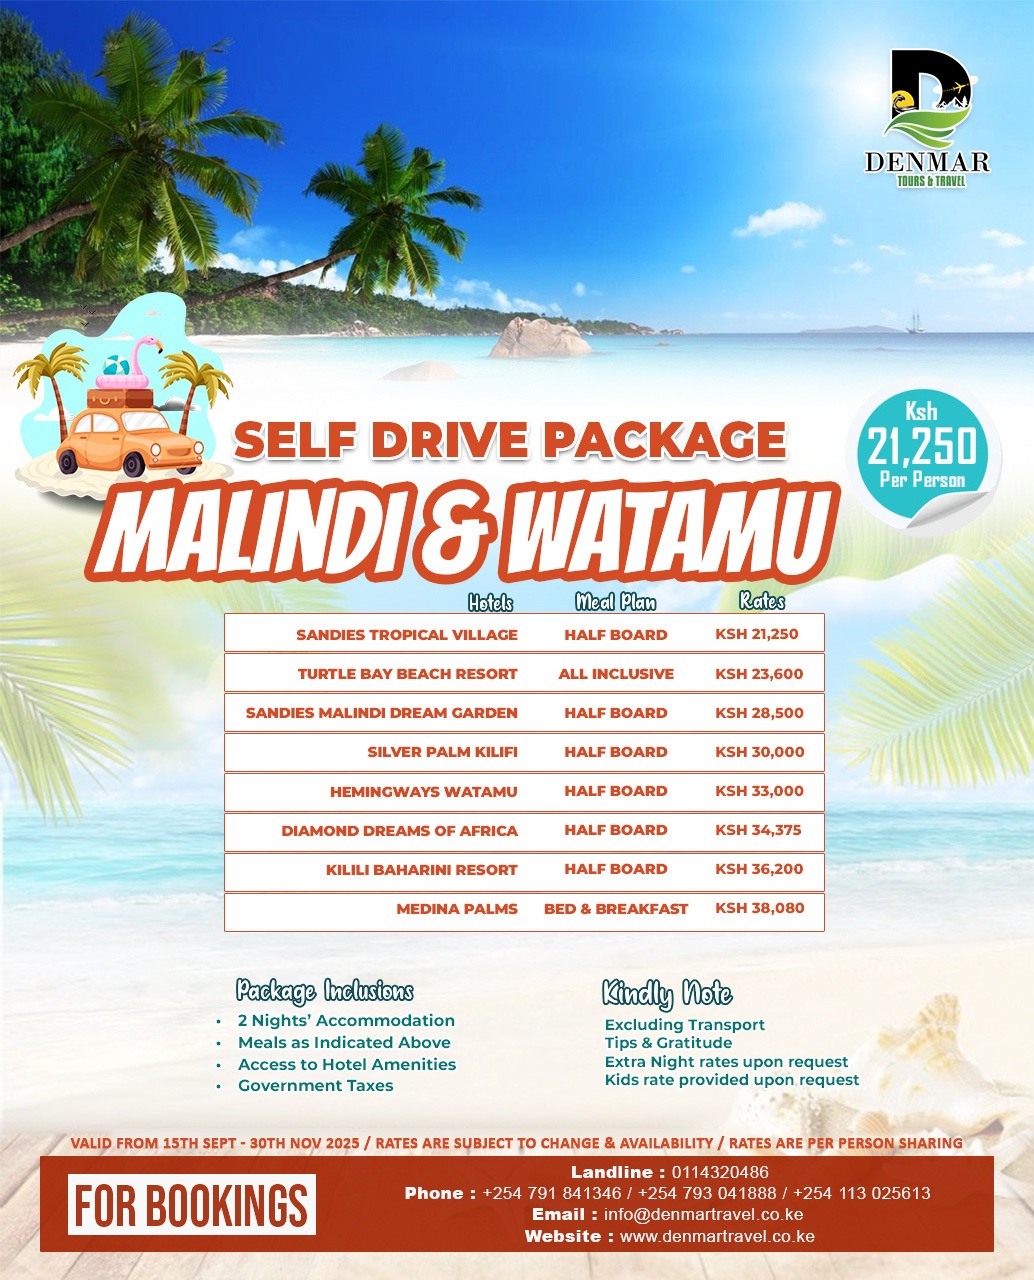 DENMAR
TOURS & TRAVEL
SELF DRIVE PACKAGE
Ksh
21,250
Per Person
MALINDI & WATAMU
Hotels Meal Plan Rates
SANDIES TROPICAL VILLAGE HALF BOARD KSH 21,250
TURTLE BAY BEACH RESORT ALL INCLUSIVE KSH 23,600
SANDIES MALINDI DREAM GARDEN HALF BOARD KSH 28,500
SILVER PALM KILIFI HALF BOARD KSH 30,000
HEMINGWAYS WATAMU HALF BOARD KSH 33,000
DIAMOND DREAMS OF AFRICA HALF BOARD KSH 34,375
KILILI BAHARINI RESORT HALF BOARD KSH 36,200
MEDINA PALMS BED & BREAKFAST KSH 38,080
Package Inclusions
• 2 Nights' Accommodation
• Meals as Indicated Above
• Access to Hotel Amenities
• Government Taxes
Kindly Note
Excluding Transport
Tips & Gratitude
Extra Night rates upon request
Kids rate provided upon request
VALID FROM 15TH SEPT - 30TH NOV 2025 / RATES ARE SUBJECT TO CHANGE & AVAILABILITY / RATES ARE PER PERSON SHARING
FOR BOOKINGS
Landline : 0114320486
Phone : +254 791 841346 / +254 793 041888 / +254 113 025613
Email : info@denmartravel.co.ke
Website : www.denmartravel.co.ke